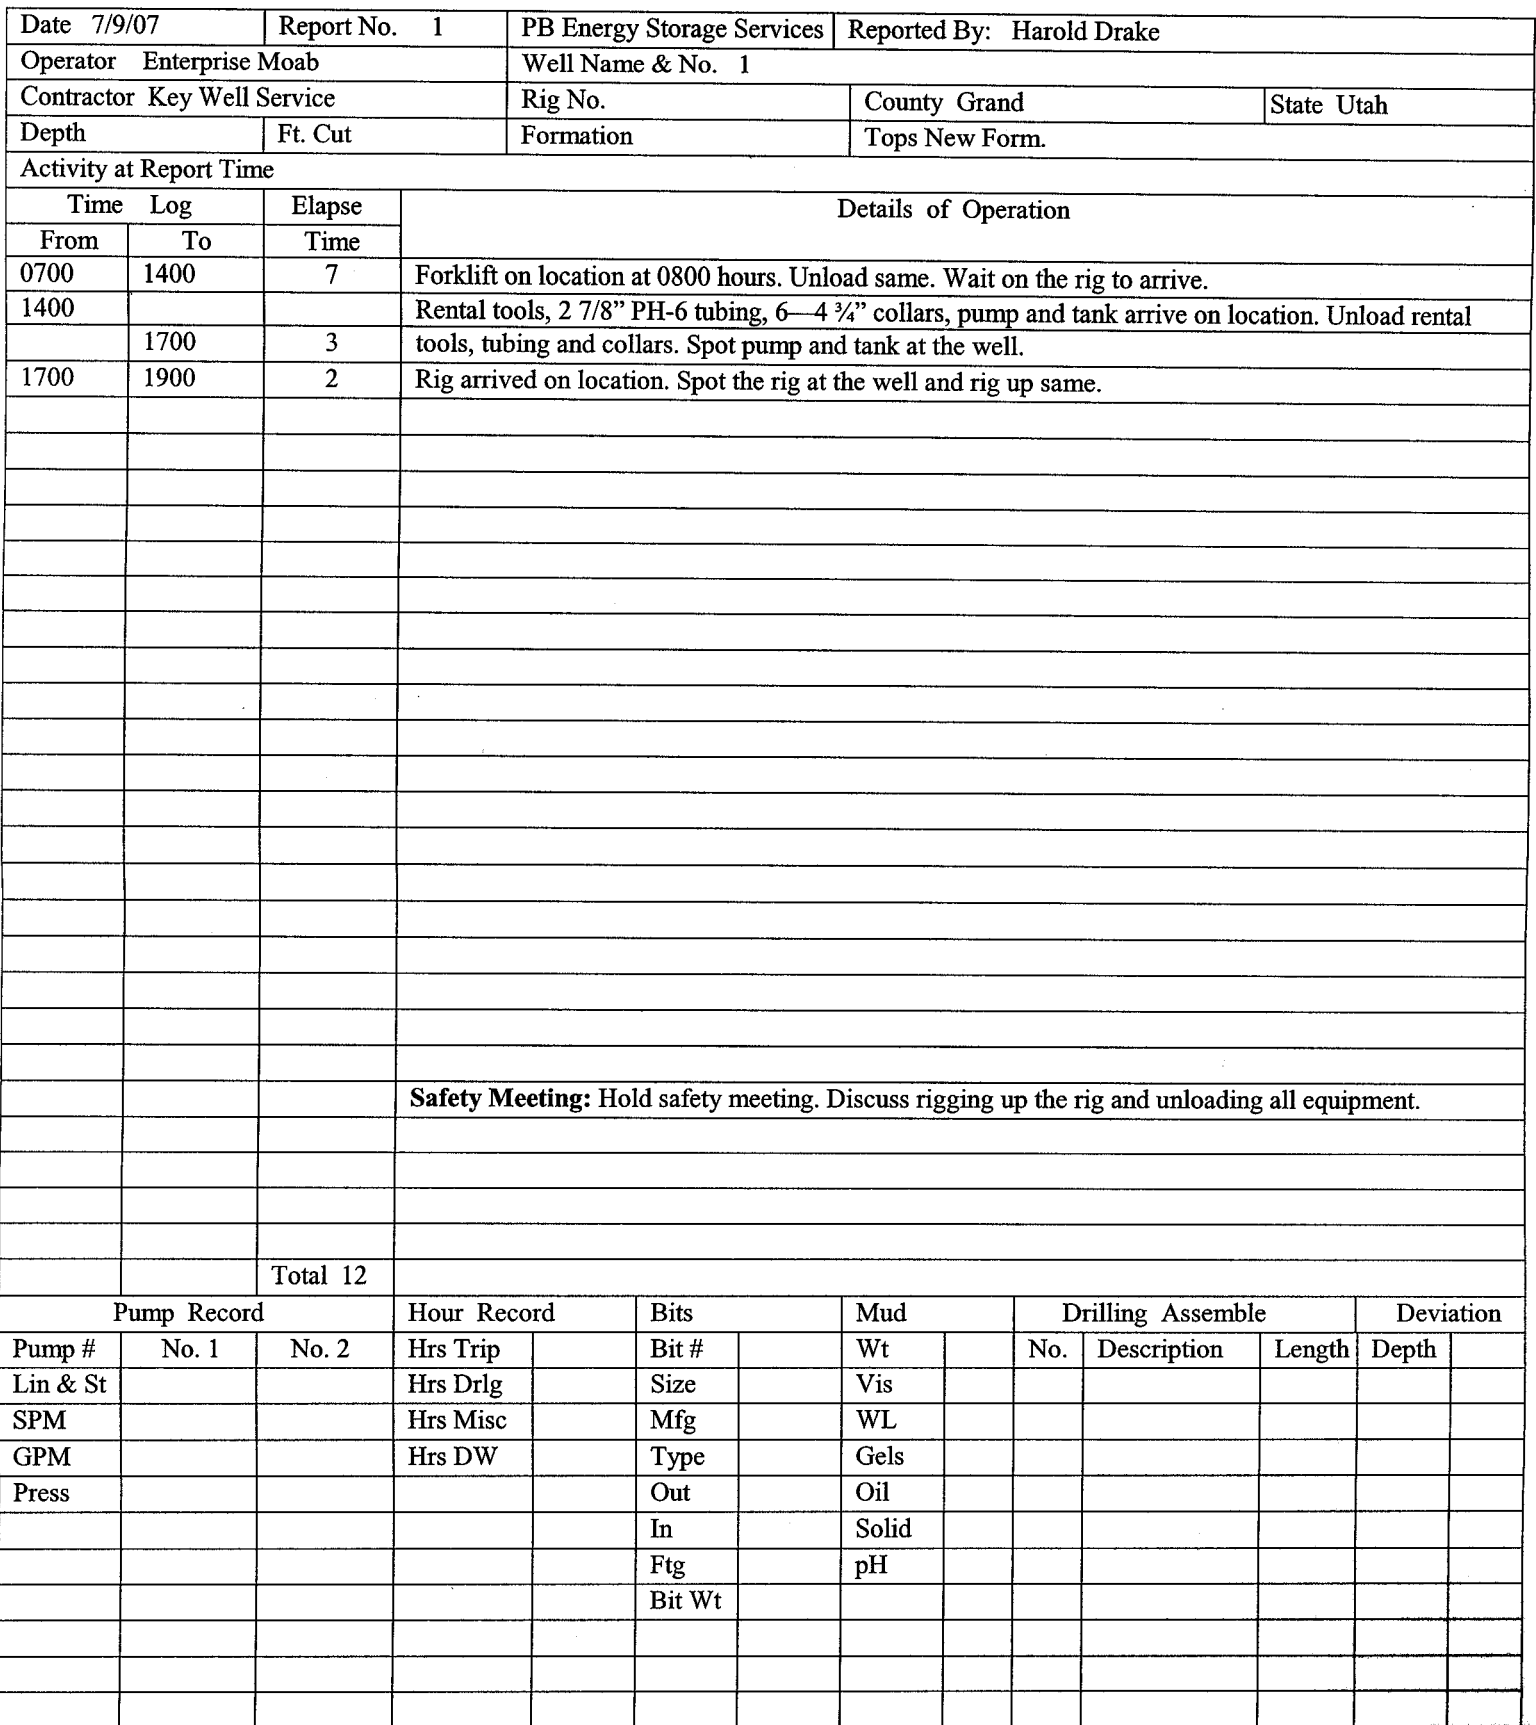 Date 7/9/07 Report No. 1 PB Energy Storage Services Reported By: Harold Drake
Operator Enterprise Moab Well Name & No. 1
Contractor Key Well Service Rig No. County Grand State Utah
Depth Ft. Cut Formation Tops New Form.
Activity at Report Time
Time Log Elapse Details of Operation
From To Time
0700 1400 7 Forklift on location at 0800 hours. Unload same. Wait on the rig to arrive.
1400 Rental tools, 2 7/8” PH-6 tubing, 6—4 ¾” collars, pump and tank arrive on location. Unload rental
1700 3 tools, tubing and collars. Spot pump and tank at the well.
1700 1900 2 Rig arrived on location. Spot the rig at the well and rig up same.
Safety Meeting: Hold safety meeting. Discuss rigging up the rig and unloading all equipment.
Total 12
Pump Record Hour Record Bits Mud Drilling Assemble Deviation
Pump # No. 1 No. 2 Hrs Trip Bit # Wt No. Description Length Depth
Lin & St Hrs Drlg Size Vis
SPM Hrs Misc Mfg WL
GPM Hrs DW Type Gels
Press Out Oil
In Solid
Ftg pH
Bit Wt